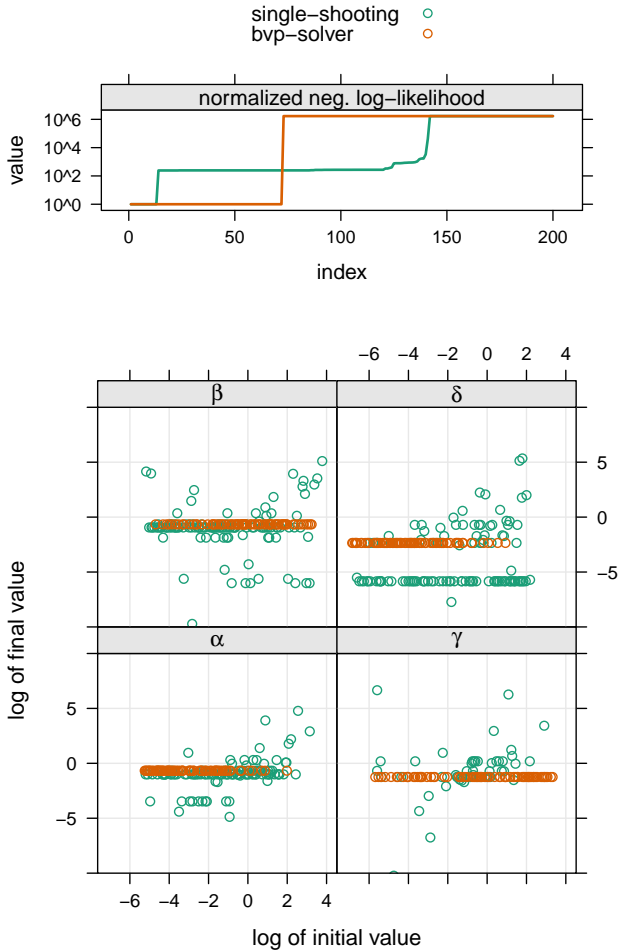 single−shooting
bvp−solver
normalized neg. log−likelihood
10^6
10^4
10^2
10^0
value
0 50 100 150 200
index
−6 −4 −2 0 2 4
β δ
5
0
−5
α γ
5
0
−5
log of final value
−6 −4 −2 0 2 4
log of initial value